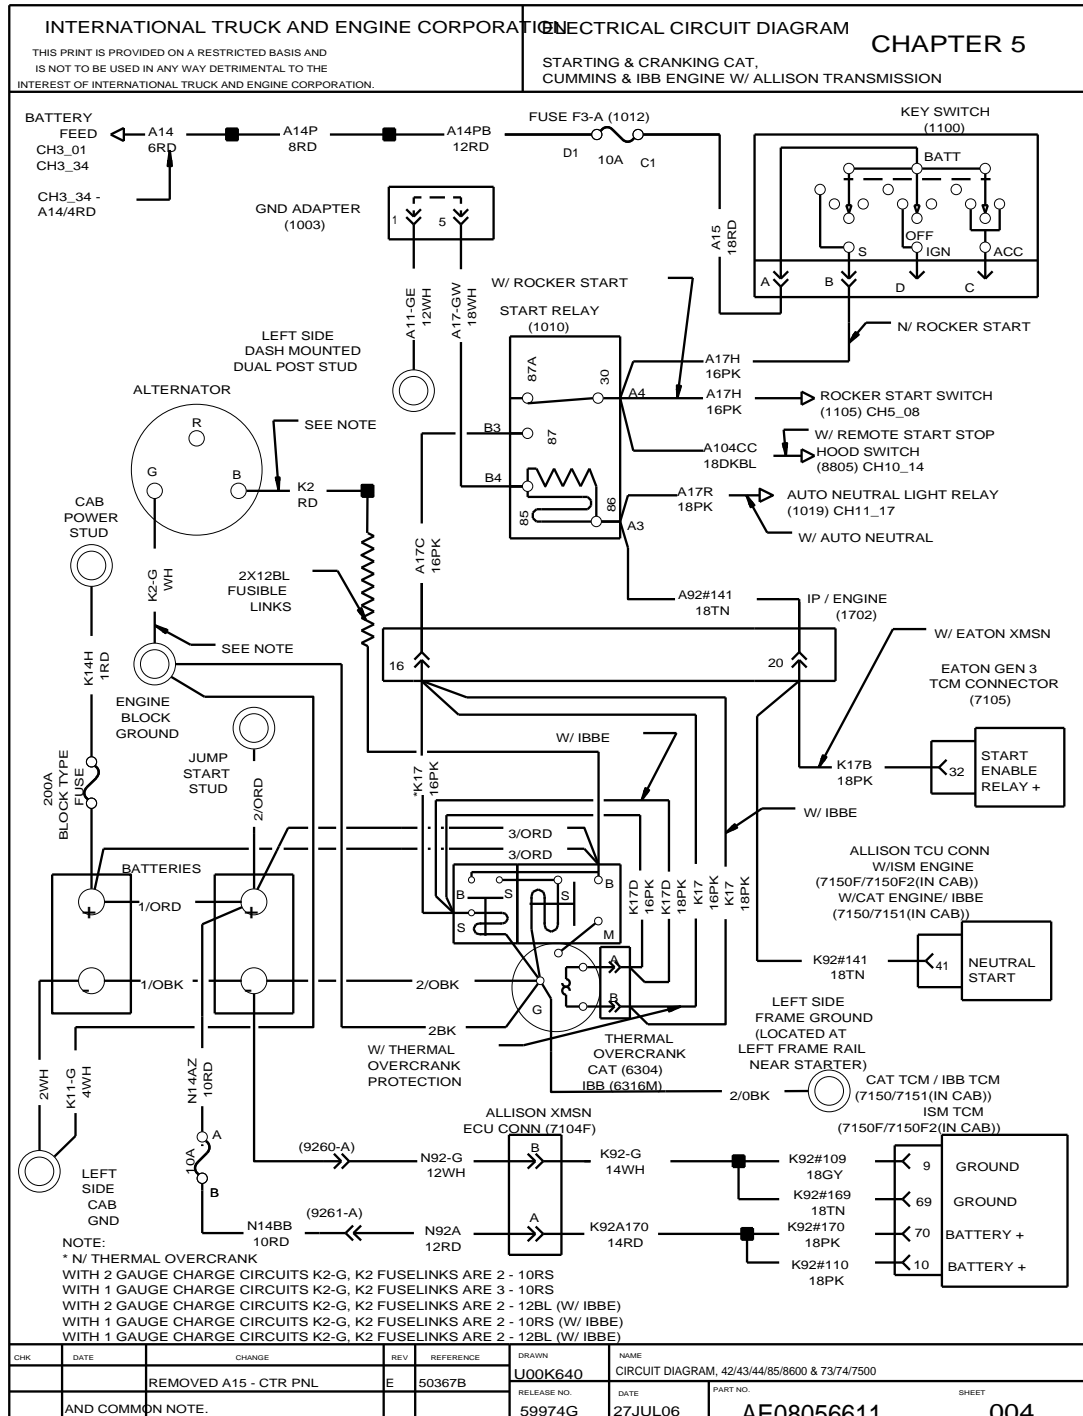 INTERNATIONAL TRUCK AND ENGINE CORPORATION
THIS PRINT IS PROVIDED ON A RESTRICTED BASIS AND
IS NOT TO BE USED IN ANY WAY DETRIMENTAL TO THE
INTEREST OF INTERNATIONAL TRUCK AND ENGINE CORPORATION.
ELECTRICAL CIRCUIT DIAGRAM
CHAPTER 5
STARTING & CRANKING CAT,
CUMMINS & IBB ENGINE W/ ALLISON TRANSMISSION
BATTERY
FEED
CH3_01
CH3_34
A14
6RD
A14P
8RD
A14PB
12RD
FUSE F3-A (1012)
D1
10A
C1
KEY SWITCH
(1100)
BATT
OFF
S
IGN
ACC
A
B
D
C
CH3_34 -
A14/4RD
GND ADAPTER
(1003)
1
5
A15
18RD
A11-GE
12WH
A17-GW
18WH
W/ ROCKER START
START RELAY
(1010)
N/ ROCKER START
LEFT SIDE
DASH MOUNTED
DUAL POST STUD
87A
30
A4
A17H
16PK
A17H
16PK
ROCKER START SWITCH
(1105) CH5_08
ALTERNATOR
R
G
B
SEE NOTE
B3
87
A104CC
18DKBL
W/ REMOTE START STOP
HOOD SWITCH
(8805) CH10_14
K2
RD
B4
85
86
A3
A17R
18PK
AUTO NEUTRAL LIGHT RELAY
(1019) CH11_17
W/ AUTO NEUTRAL
CAB
POWER
STUD
K2-G
WH
A17C
16PK
2X12BL
FUSIBLE
LINKS
A92#141
18TN
IP / ENGINE
(1702)
K14H
1RD
SEE NOTE
16
20
W/ EATON XMSN
EATON GEN 3
TCM CONNECTOR
(7105)
ENGINE
BLOCK
GROUND
JUMP
START
STUD
W/ IBBE
200A
BLOCK TYPE
FUSE
2/ORD
*K17
16PK
K17B
18PK
32
START
ENABLE
RELAY +
W/ IBBE
3/ORD
3/ORD
BATTERIES
1/ORD
+
+
B
S
S
B
S
M
K17D
16PK
K17D
18PK
K17
16PK
K17
18PK
ALLISON TCU CONN
W/ISM ENGINE
(7150F/7150F2(IN CAB))
W/CAT ENGINE/ IBBE
(7150/7151(IN CAB))
1/OBK
-
-
2/OBK
2BK
A
B
G
K92#141
18TN
41
NEUTRAL
START
W/ THERMAL
OVERCRANK
PROTECTION
THERMAL
OVERCRANK
CAT (6304)
IBB (6316M)
LEFT SIDE
FRAME GROUND
(LOCATED AT
LEFT FRAME RAIL
NEAR STARTER)
2WH
K11-G
4WH
N14AZ
10RD
2/0BK
CAT TCM / IBB TCM
(7150/7151(IN CAB))
ISM TCM
(7150F/7150F2(IN CAB))
ALLISON XMSN
ECU CONN (7104F)
10A
A
B
(9260-A)
N92-G
12WH
B
K92-G
14WH
K92#109
18GY
9
GROUND
K92#169
18TN
69
GROUND
LEFT
SIDE
CAB
GND
N14BB
10RD
(9261-A)
N92A
12RD
A
K92A170
14RD
K92#170
18PK
70
BATTERY +
K92#110
18PK
10
BATTERY +
NOTE:
* N/ THERMAL OVERCRANK
WITH 2 GAUGE CHARGE CIRCUITS K2-G, K2 FUSELINKS ARE 2 - 10RS
WITH 1 GAUGE CHARGE CIRCUITS K2-G, K2 FUSELINKS ARE 3 - 10RS
WITH 2 GAUGE CHARGE CIRCUITS K2-G, K2 FUSELINKS ARE 2 - 12BL (W/ IBBE)
WITH 1 GAUGE CHARGE CIRCUITS K2-G, K2 FUSELINKS ARE 2 - 10RS (W/ IBBE)
WITH 1 GAUGE CHARGE CIRCUITS K2-G, K2 FUSELINKS ARE 2 - 12BL (W/ IBBE)
CHK
DATE
CHANGE
REV
REFERENCE
DRAWN
U00K640
NAME
CIRCUIT DIAGRAM, 42/43/44/85/8600 & 73/74/7500
REMOVED A15 - CTR PNL
E
50367B
AND COMMON NOTE.
RELEASE NO.
59974G
DATE
27JUL06
PART NO.
AE08056611
SHEET
004